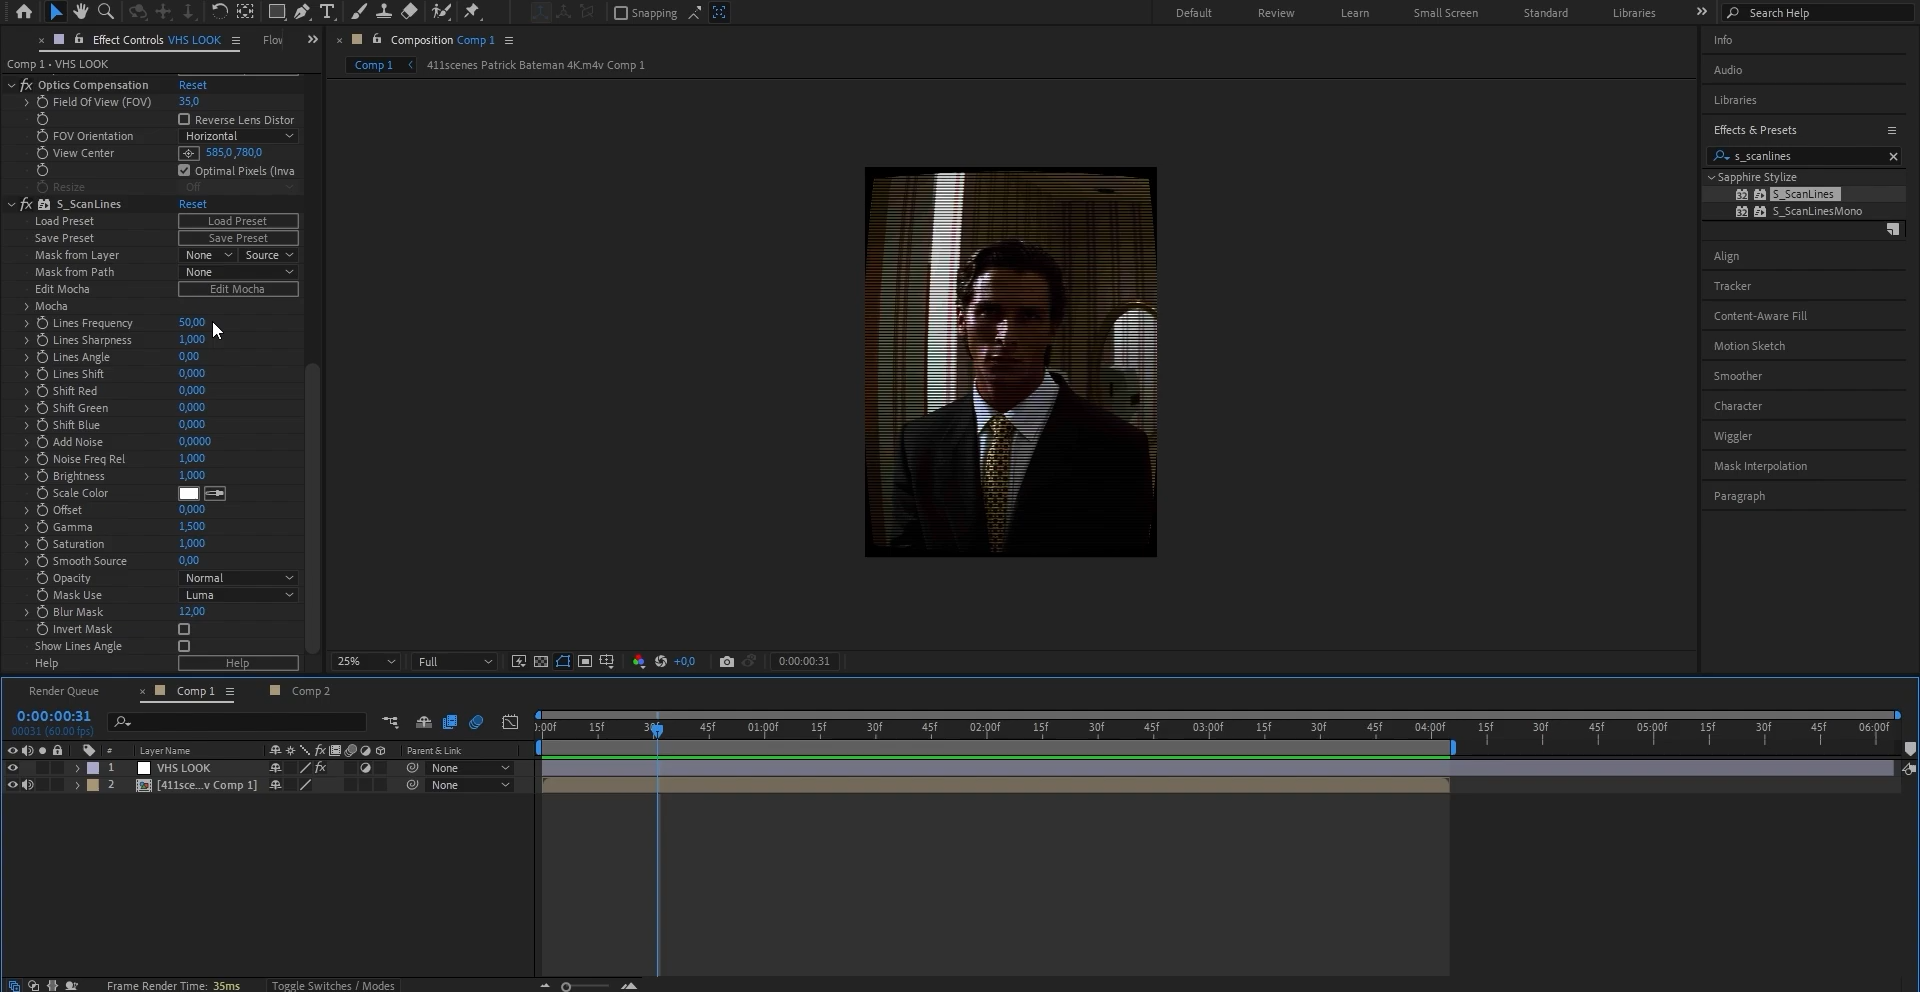 Snapping
Default
Review
Learn
Small Screen
Standard
Libraries
Search Help
Effect Controls VHS LOOK
Composition Comp 1
Info
Comp 1 • VHS LOOK
Comp 1
411scenes Patrick Bateman 4K.m4v Comp 1
Audio
Libraries
Effects & Presets
s_scanlines
Sapphire Stylize
S_ScanLines
S_ScanLinesMono
Align
Tracker
Content-Aware Fill
Motion Sketch
Smoother
Character
Wiggler
Mask Interpolation
Paragraph
fx Optics Compensation Reset
Field Of View (FOV) 35,0
Reverse Lens Distor
FOV Orientation Horizontal
View Center 585,0 ,780,0
Optimal Pixels (Inva
Resize Off
fx S_ScanLines Reset
Load Preset Load Preset
Save Preset Save Preset
Mask from Layer None Source
Mask from Path None
Edit Mocha Edit Mocha
Mocha
Lines Frequency 50,00
Lines Sharpness 1,000
Lines Angle 0,00
Lines Shift 0,000
Shift Red 0,000
Shift Green 0,000
Shift Blue 0,000
Add Noise 0,0000
Noise Freq Rel 1,000
Brightness 1,000
Scale Color
Offset 0,000
Gamma 1,500
Saturation 1,000
Smooth Source 0,00
Opacity Normal
Mask Use Luma
Blur Mask 12,00
Invert Mask
Show Lines Angle
Help Help
25% Full +0,0 0:00:00:31
Render Queue
Comp 1
Comp 2
0:00:00:31
00031 (60.00 fps)
:00f 15f 45f 01:00f 15f 30f 45f 02:00f 15f 30f 45f 03:00f 15f 30f 45f 04:00f 15f 30f 45f 05:00f 15f 30f 45f 06:00f
# Layer Name fx Parent & Link
1 VHS LOOK fx None
2 [411sce...v Comp 1] None
Frame Render Time: 35ms
Toggle Switches / Modes